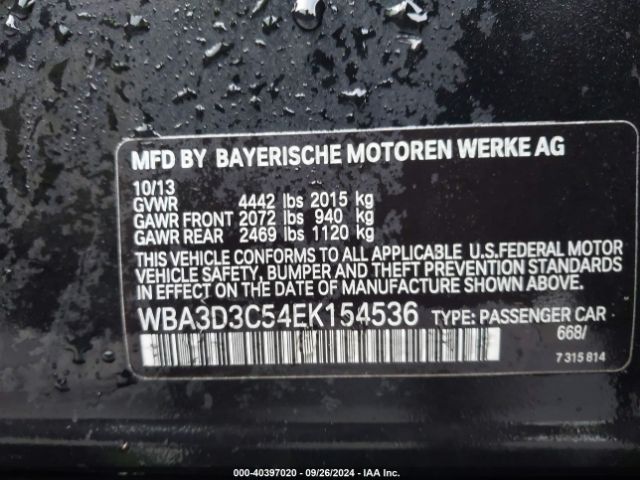 MFD BY BAYERISCHE MOTOREN WERKE AG
10/13
GVWR 4442 lbs 2015 kg
GAWR FRONT 2072 lbs 940 kg
GAWR REAR 2469 lbs 1120 kg
THIS VEHICLE CONFORMS TO ALL APPLICABLE U.S.FEDERAL MOTOR
VEHICLE SAFETY, BUMPER AND THEFT PREVENTION STANDARDS
IN EFFECT ON THE DATE OF MANUFACTURE SHOWN ABOVE.
WBA3D3C54EK154536 TYPE: PASSENGER CAR
668/
7 315 814
000-40397020 - 09/26/2024 - IAA Inc.